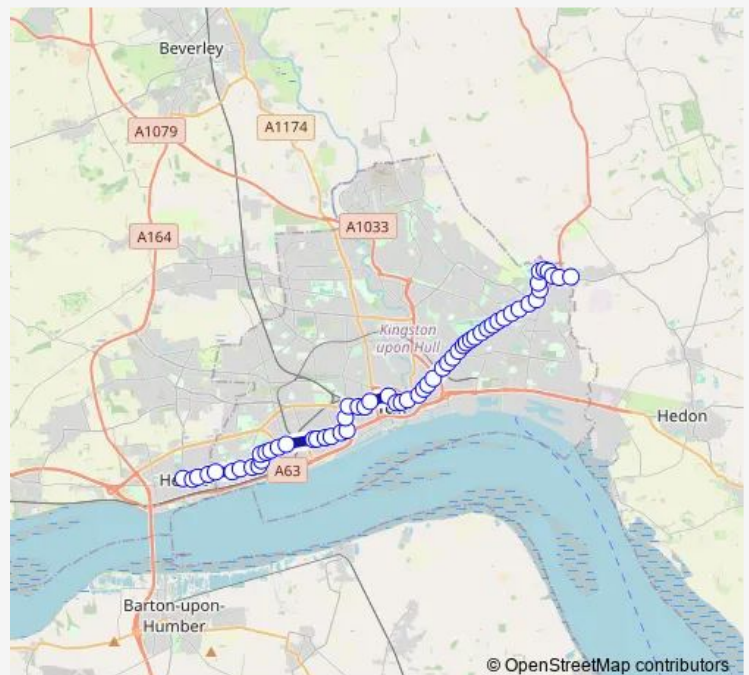 Beverley
A1079
A1174
A1033
A164
Kingston
upon Hull
Hedon
A63
Barton-upon-
Humber
© OpenStreetMap contributors